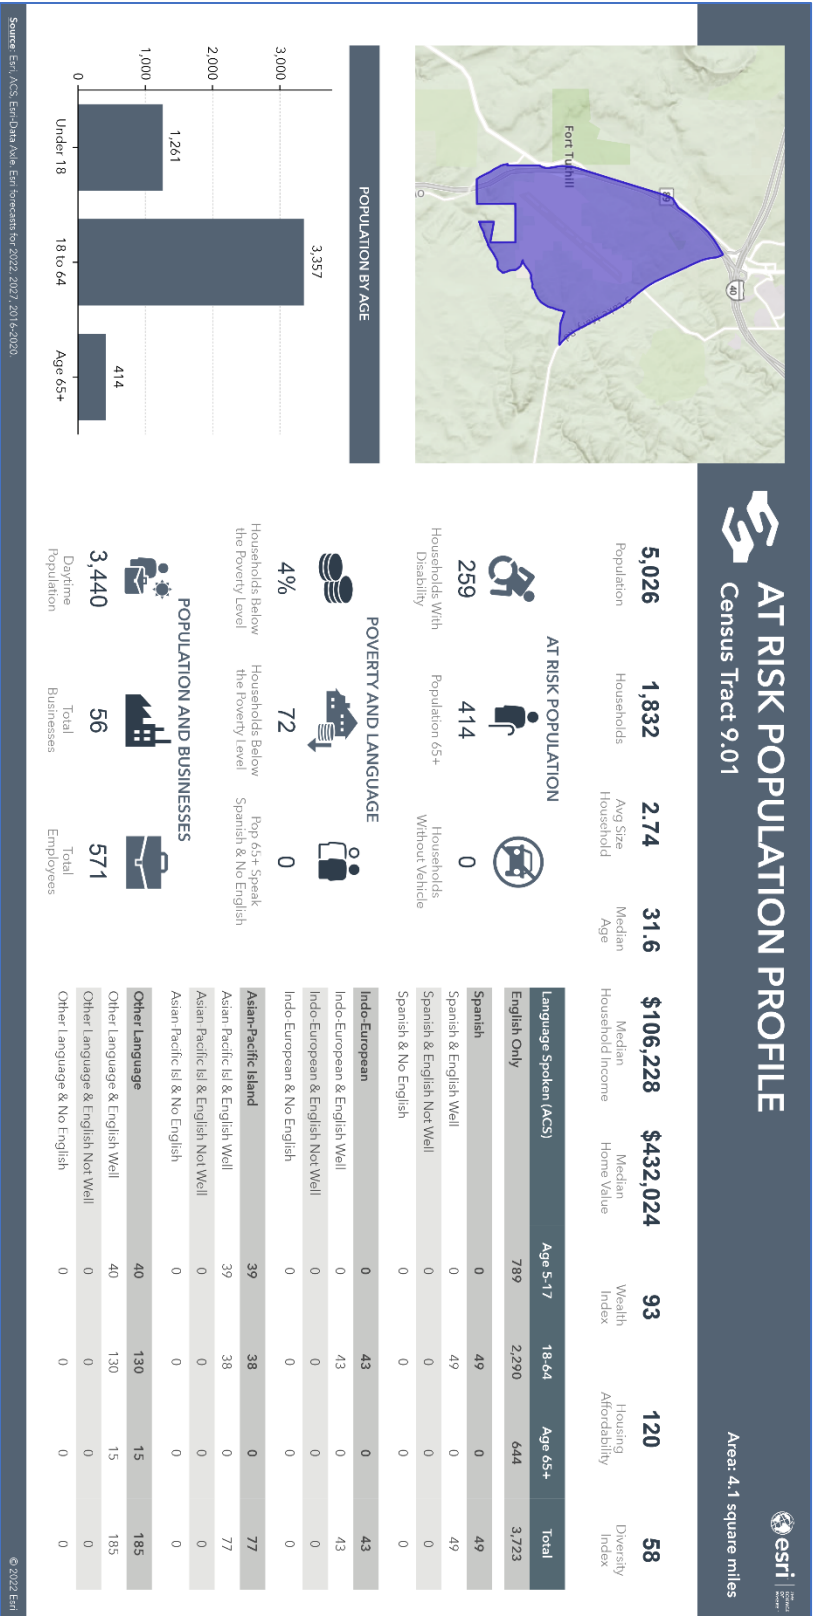 AT RISK POPULATION PROFILE
Census Tract 9.01
Area: 4.1 square miles
esri
THE SCIENCE OF WHERE
Fort Tuthill
89
40
5,026
Population
1,832
Households
2.74
Avg Size
Household
31.6
Median
Age
$106,228
Median
Household Income
$432,024
Median
Home Value
93
Wealth
Index
120
Housing
Affordability
58
Diversity
Index
AT RISK POPULATION
259
Households With
Disability
414
Population 65+
0
Households
Without Vehicle
POVERTY AND LANGUAGE
4%
Households Below
the Poverty Level
72
Households Below
the Poverty Level
0
Pop 65+ Speak
Spanish & No English
POPULATION AND BUSINESSES
3,440
Daytime
Population
56
Total
Businesses
571
Total
Employees
POPULATION BY AGE
3,000
2,000
1,000
0
1,261
3,357
414
Under 18
18 to 64
Age 65+
Language Spoken (ACS) Age 5-17 18-64 Age 65+ Total
English Only 789 2,290 644 3,723
Spanish 0 49 0 49
Spanish & English Well 0 49 0 49
Spanish & English Not Well 0 0 0 0
Spanish & No English 0 0 0 0
Indo-European 0 43 0 43
Indo-European & English Well 0 43 0 43
Indo-European & English Not Well 0 0 0 0
Indo-European & No English 0 0 0 0
Asian-Pacific Island 39 38 0 77
Asian-Pacific Isl & English Well 39 38 0 77
Asian-Pacific Isl & English Not Well 0 0 0 0
Asian-Pacific Isl & No English 0 0 0 0
Other Language 40 130 15 185
Other Language & English Well 40 130 15 185
Other Language & English Not Well 0 0 0 0
Other Language & No English 0 0 0 0
Source: Esri, ACS, Esri-Data Axle. Esri forecasts for 2022, 2027, 2016-2020.
© 2022 Esri